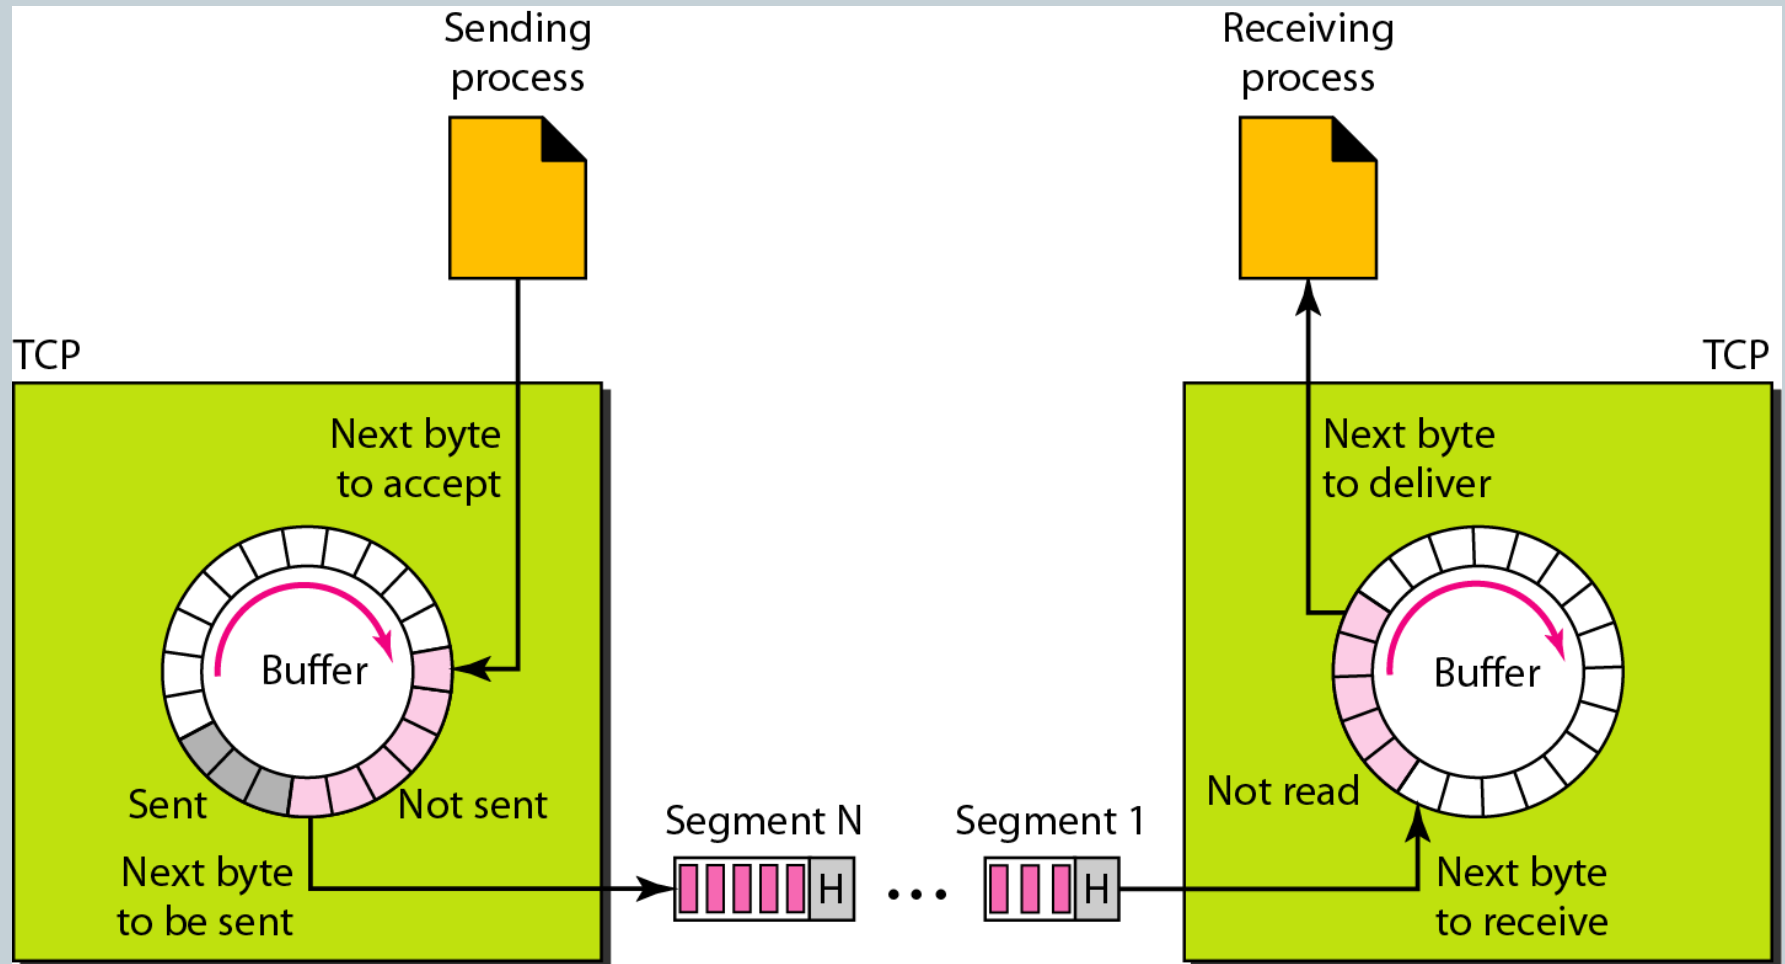 Sending
process
Receiving
process
TCP
TCP
Next byte
to accept
Next byte
to deliver
Buffer
Buffer
Sent
Not sent
Not read
Segment N
Segment 1
Next byte
to be sent
H
...
H
Next byte
to receive